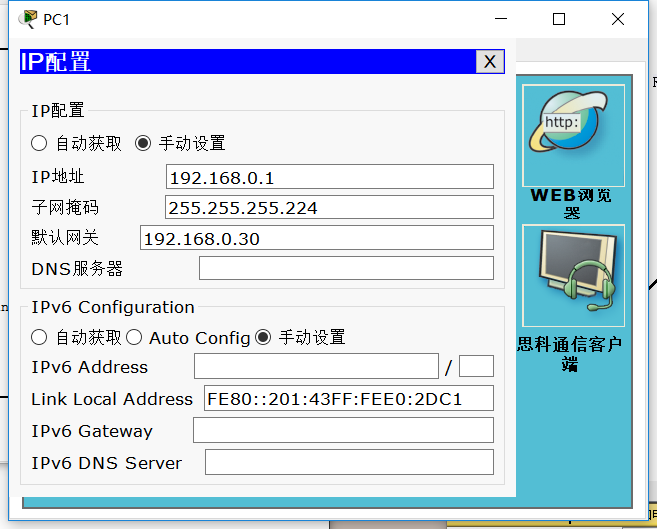 PC1
IP配置
X
IP配置
自动获取 手动设置
IP地址 192.168.0.1
子网掩码 255.255.255.224
默认网关 192.168.0.30
DNS服务器
IPv6 Configuration
自动获取 Auto Config 手动设置
IPv6 Address /
Link Local Address FE80::201:43FF:FEE0:2DC1
IPv6 Gateway
IPv6 DNS Server
http:
WEB浏览
器
思科通信客户
端